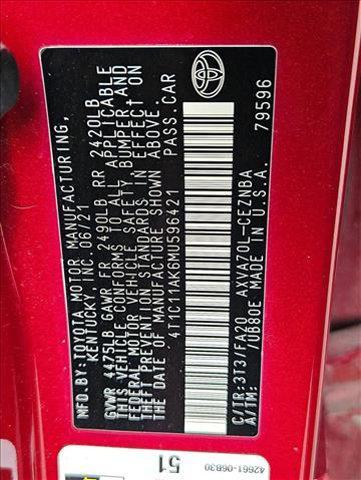 MFD. BY: TOYOTA MOTOR MANUFACTURING,
KENTUCKY, INC. 06/21
GVWR 4475LB GAWR FR 2490LB RR 2420LB
THIS VEHICLE CONFORMS TO ALL APPLICABLE
FEDERAL MOTOR VEHICLE SAFETY, BUMPER, AND
THEFT PREVENTION STANDARDS IN EFFECT ON
THE DATE OF MANUFACTURE SHOWN ABOVE.
4T1C11AK6MU596421 PASS.CAR
C/TR:3T3/FA20 AXVA70L-CEZNBA
A/TM: /UB80E MADE IN U.S.A.
79596
51
42661-06B30